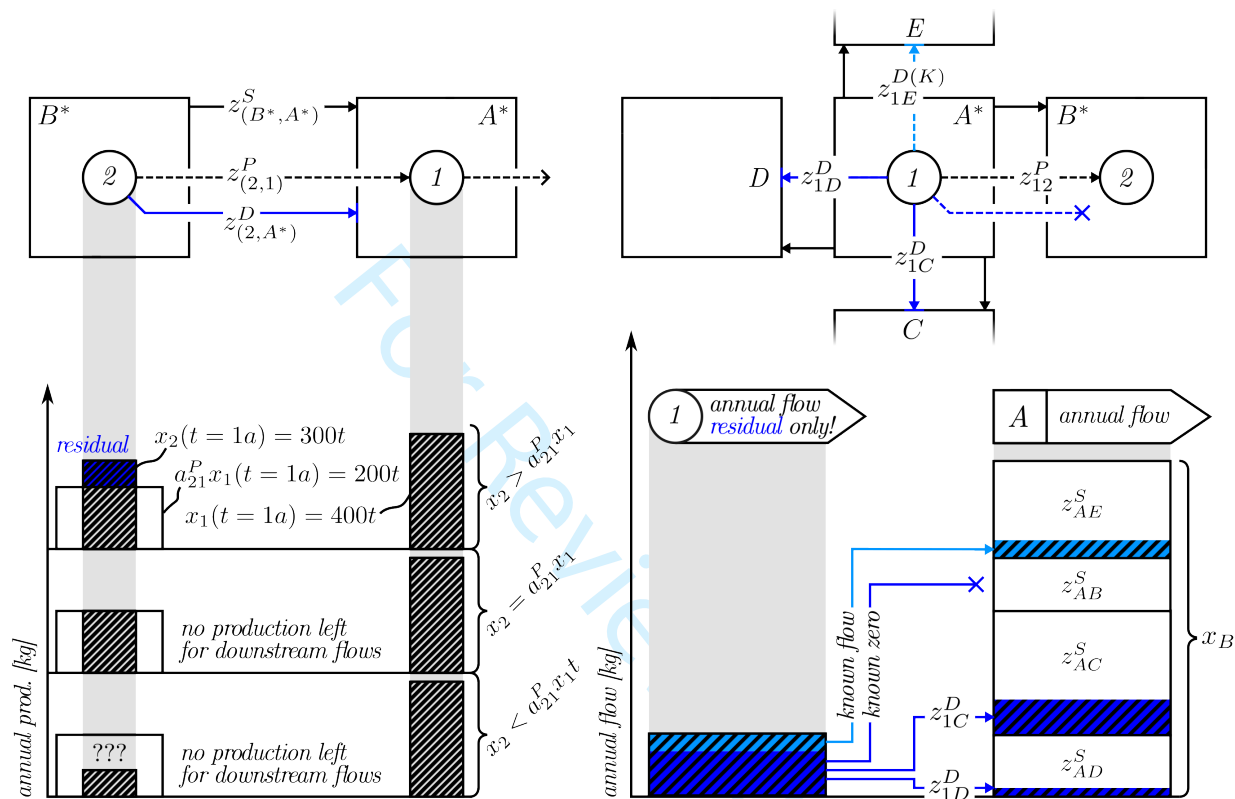 B*
z^S_{(B*,A*)}
A*
2
z^P_{(2,1)}
1
z^D_{(2,A*)}
E
z^{D(K)}_{1E}
A*
B*
D
z^D_{1D}
1
z^P_{12}
2
z^D_{1C}
C
For Review
residual
x_2(t = 1a) = 300t
a^P_{21}x_1(t = 1a) = 200t
x_1(t = 1a) = 400t
x_2 > a^P_{21}x_1
x_2 = a^P_{21}x_1
no production left
for downstream flows
x_2 < a^P_{21}x_1t
???
no production left
for downstream flows
annual prod. [kg]
1
annual flow
residual only!
A
annual flow
z^S_{AE}
z^S_{AB}
z^S_{AC}
z^S_{AD}
x_B
known flow
known zero
z^D_{1C}
z^D_{1D}
annual flow [kg]